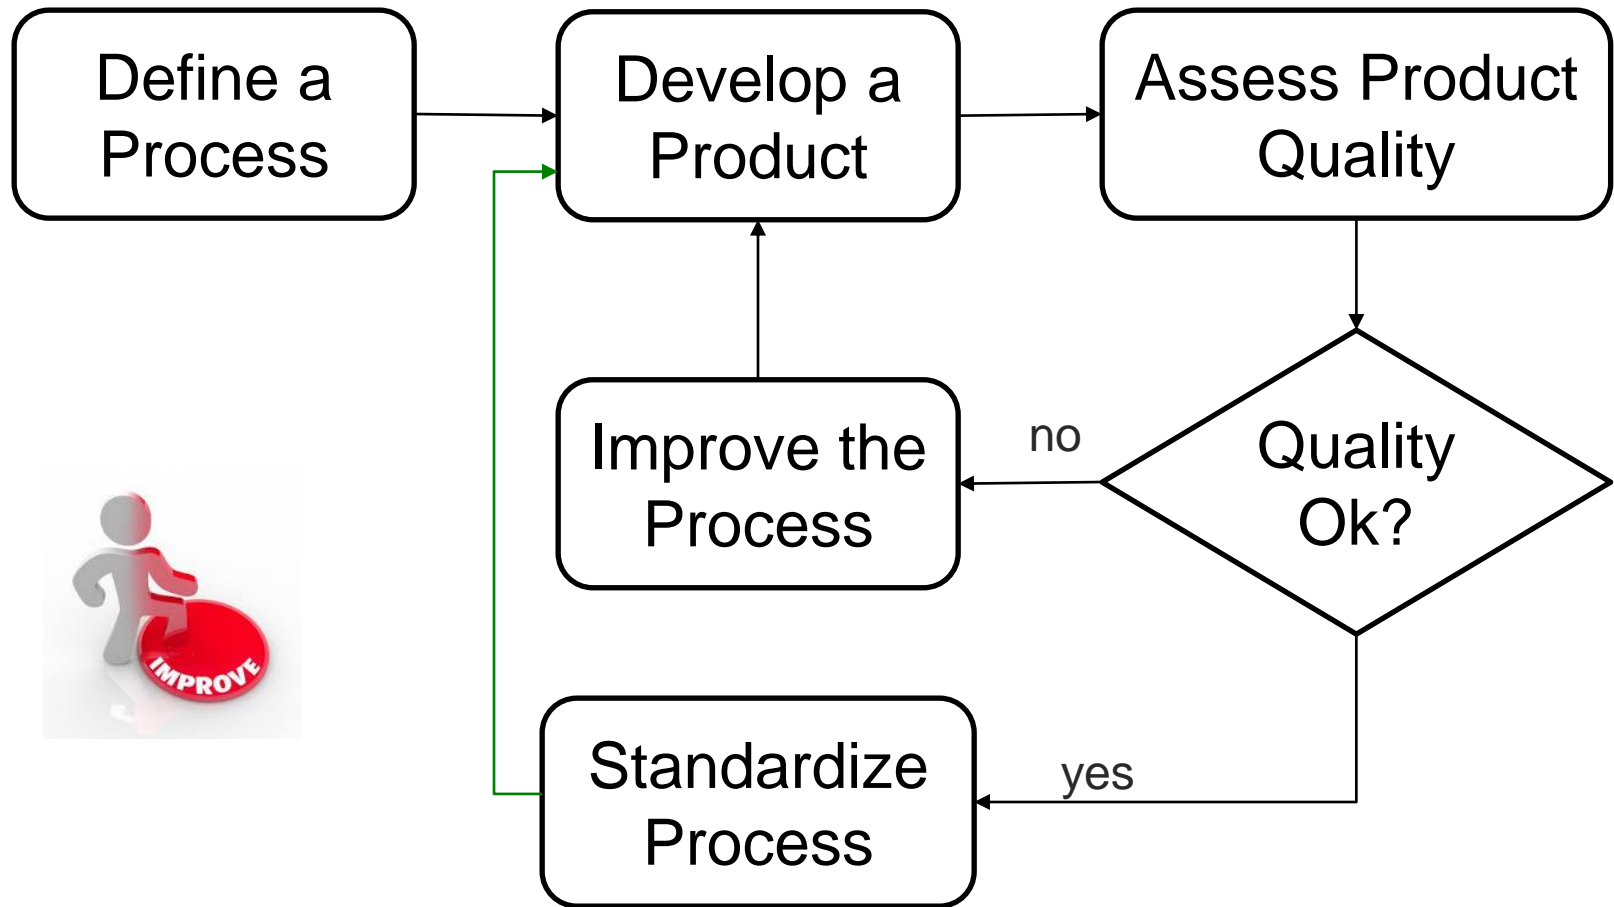 Define a
Process
Develop a
Product
Assess Product
Quality
Improve the
Process
no
Quality
Ok?
IMPROVE
Standardize
Process
yes